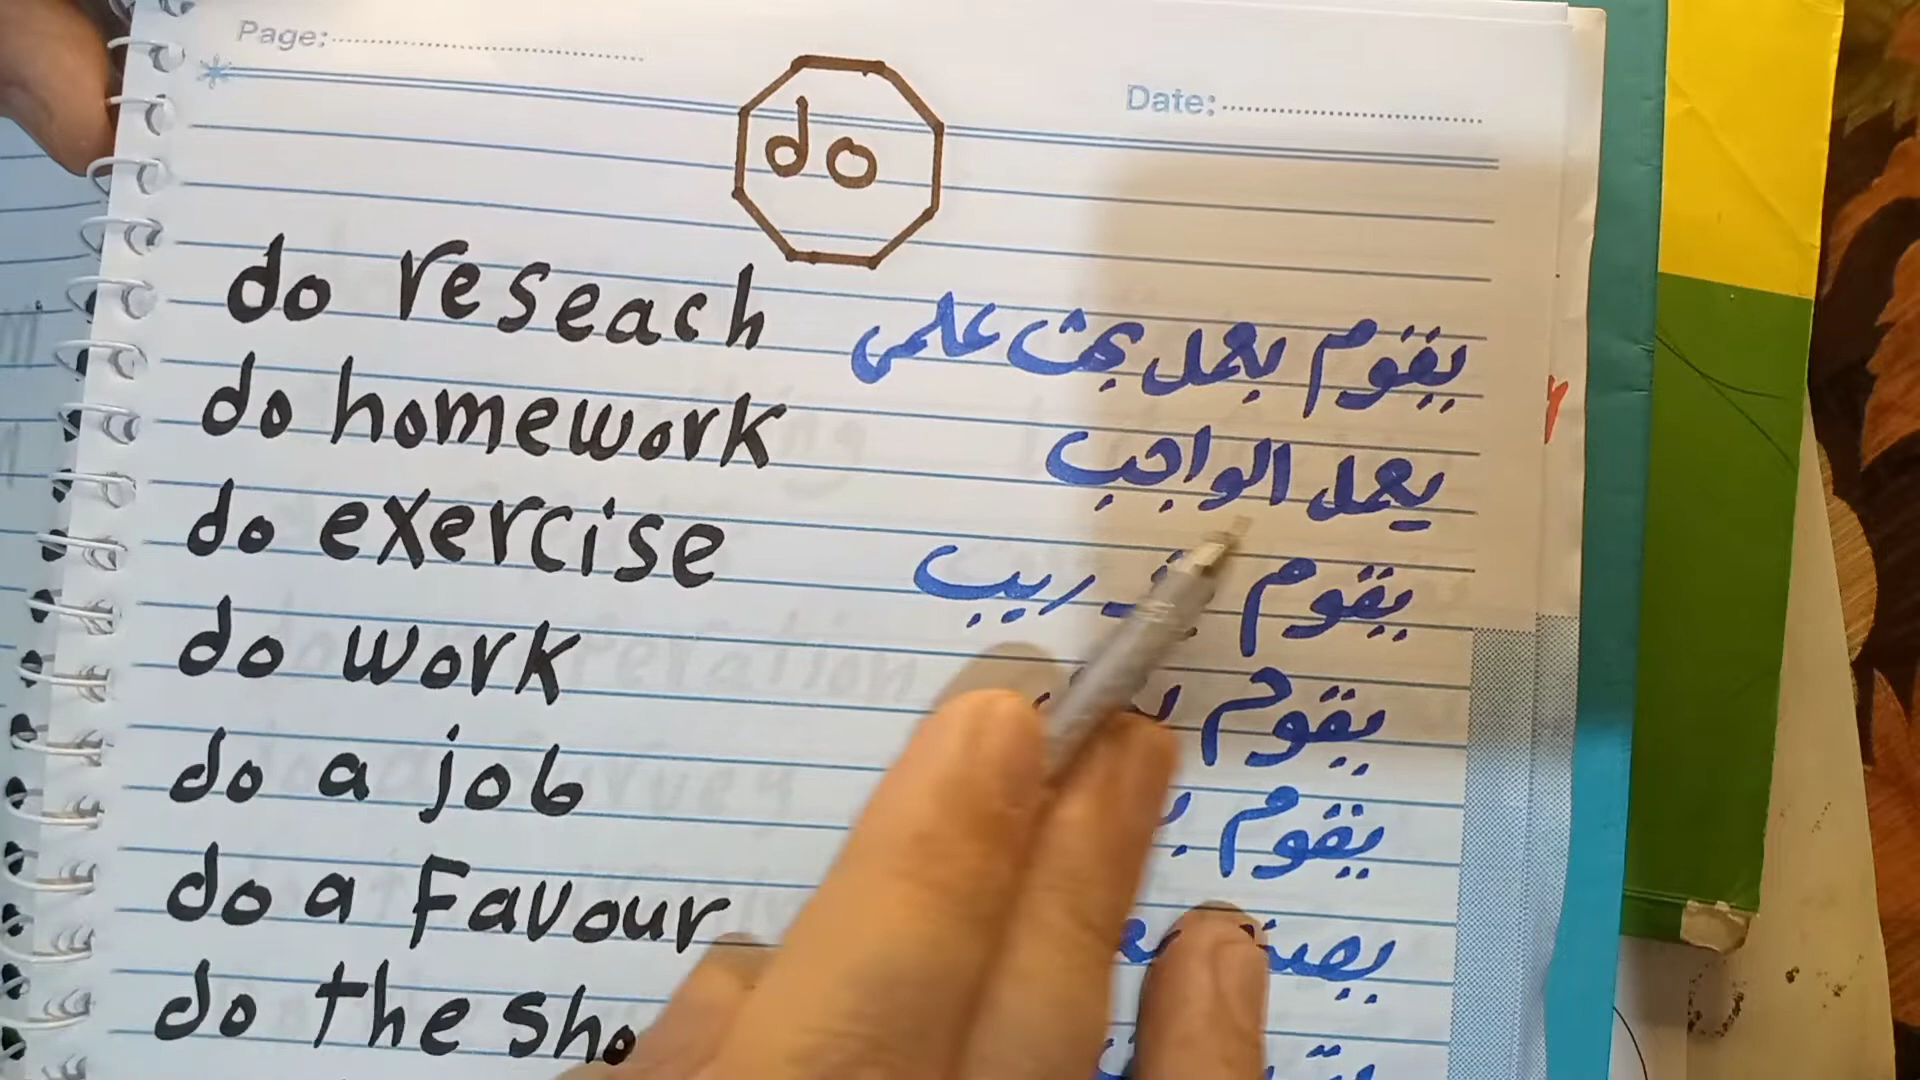 Page:
Date:
do
do reseach يقوم بعمل بحث علمى
do homework يعمل الواجب
do exercise يقوم
do work يقوم
do a job يقوم
do a Favour
do the